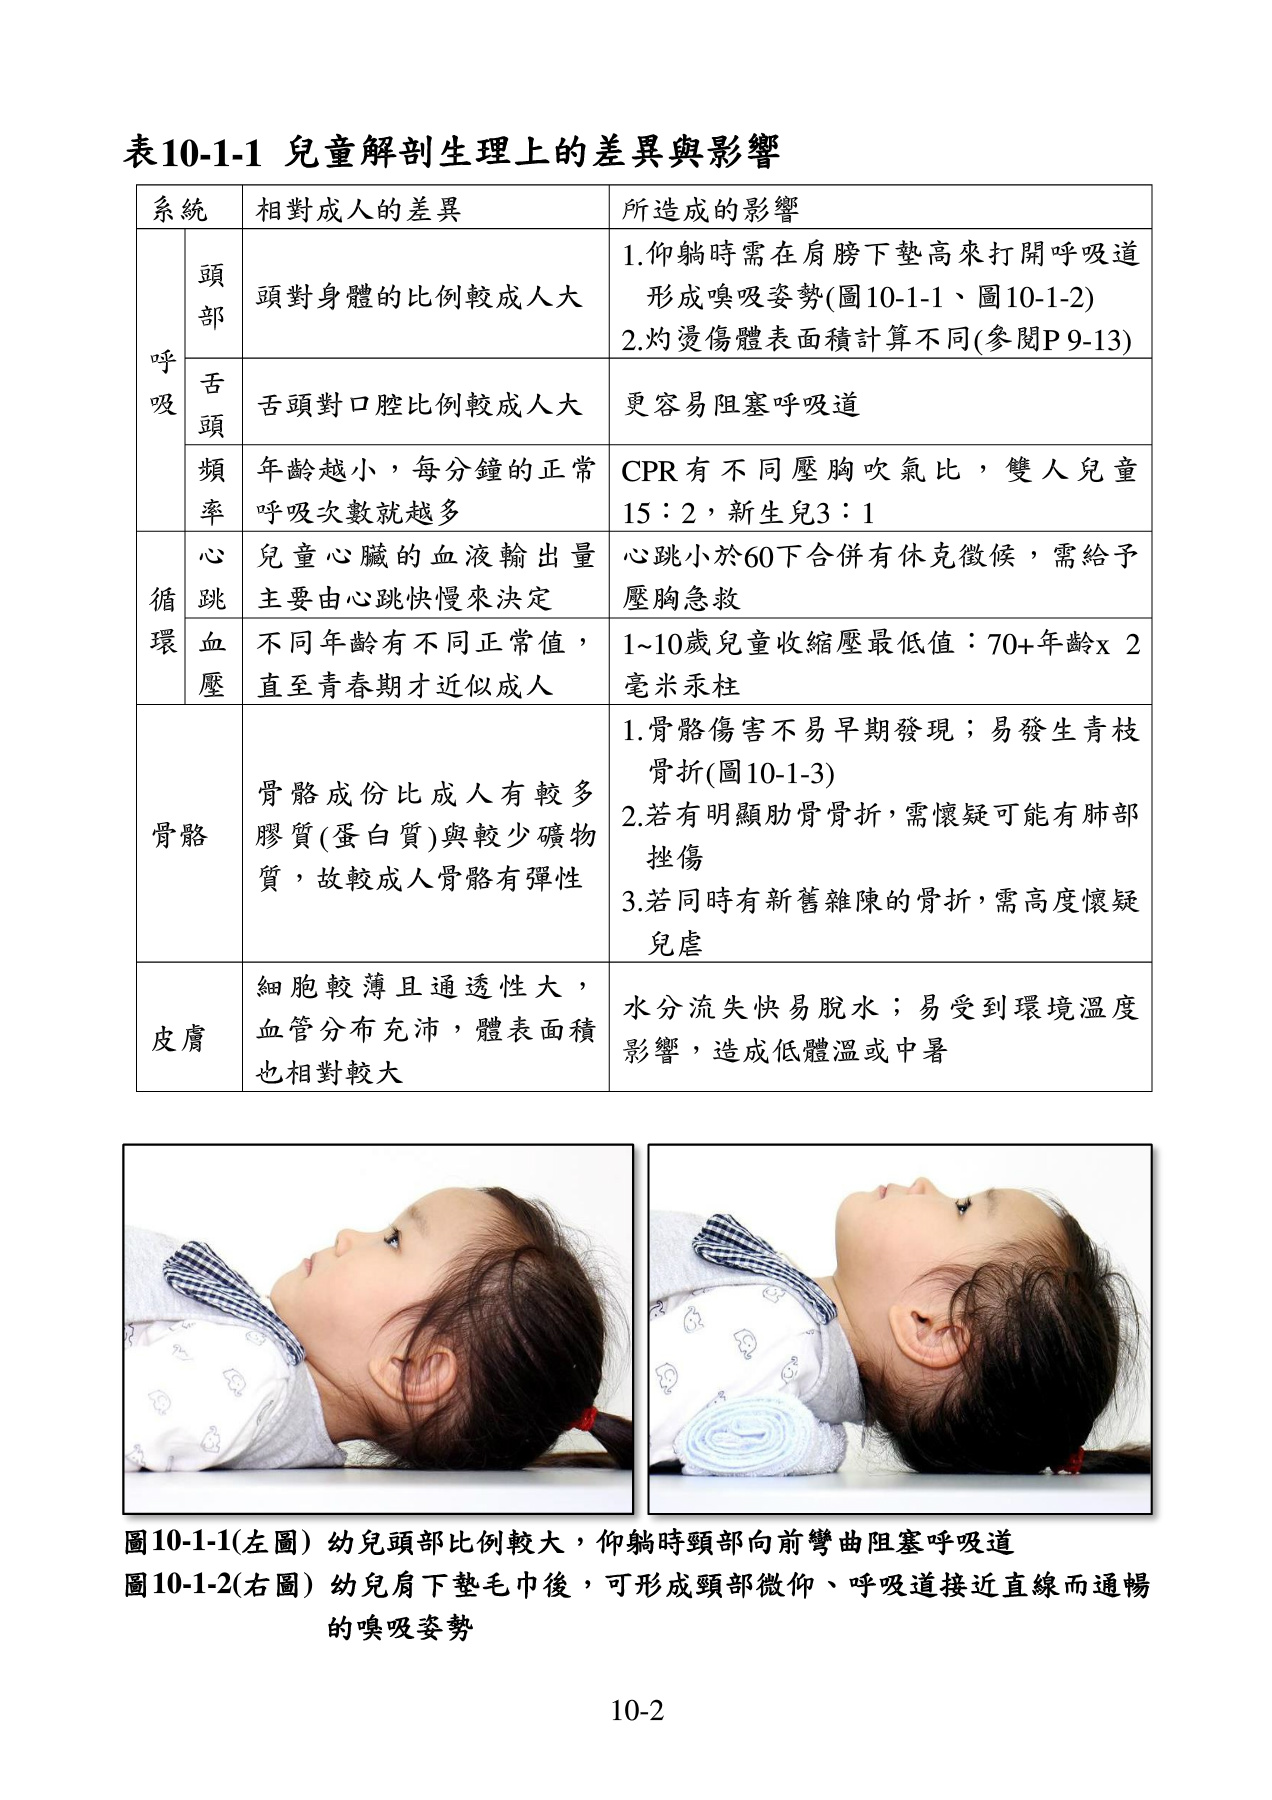 表10-1-1 兒童解剖生理上的差異與影響
系統 相對成人的差異 所造成的影響
呼吸
頭部
頭對身體的比例較成人大
1.仰躺時需在肩膀下墊高來打開呼吸道
形成嗅吸姿勢(圖10-1-1、圖10-1-2)
2.灼燙傷體表面積計算不同(參閱P 9-13)
舌頭
舌頭對口腔比例較成人大
更容易阻塞呼吸道
頻率
年齡越小，每分鐘的正常
呼吸次數就越多
CPR有不同壓胸吹氣比，雙人兒童
15：2，新生兒3：1
循環
心跳
兒童心臟的血液輸出量
主要由心跳快慢來決定
心跳小於60下合併有休克徵候，需給予
壓胸急救
血壓
不同年齡有不同正常值，
直至青春期才近似成人
1~10歲兒童收縮壓最低值：70+年齡x 2
毫米汞柱
骨骼
骨骼成份比成人有較多
膠質(蛋白質)與較少礦物
質，故較成人骨骼有彈性
1.骨骼傷害不易早期發現；易發生青枝
骨折(圖10-1-3)
2.若有明顯肋骨骨折，需懷疑可能有肺部
挫傷
3.若同時有新舊雜陳的骨折，需高度懷疑
兒虐
皮膚
細胞較薄且通透性大，
血管分布充沛，體表面積
也相對較大
水分流失快易脫水；易受到環境溫度
影響，造成低體溫或中暑
圖10-1-1(左圖) 幼兒頭部比例較大，仰躺時頸部向前彎曲阻塞呼吸道
圖10-1-2(右圖) 幼兒肩下墊毛巾後，可形成頸部微仰、呼吸道接近直線而通暢
的嗅吸姿勢
10-2